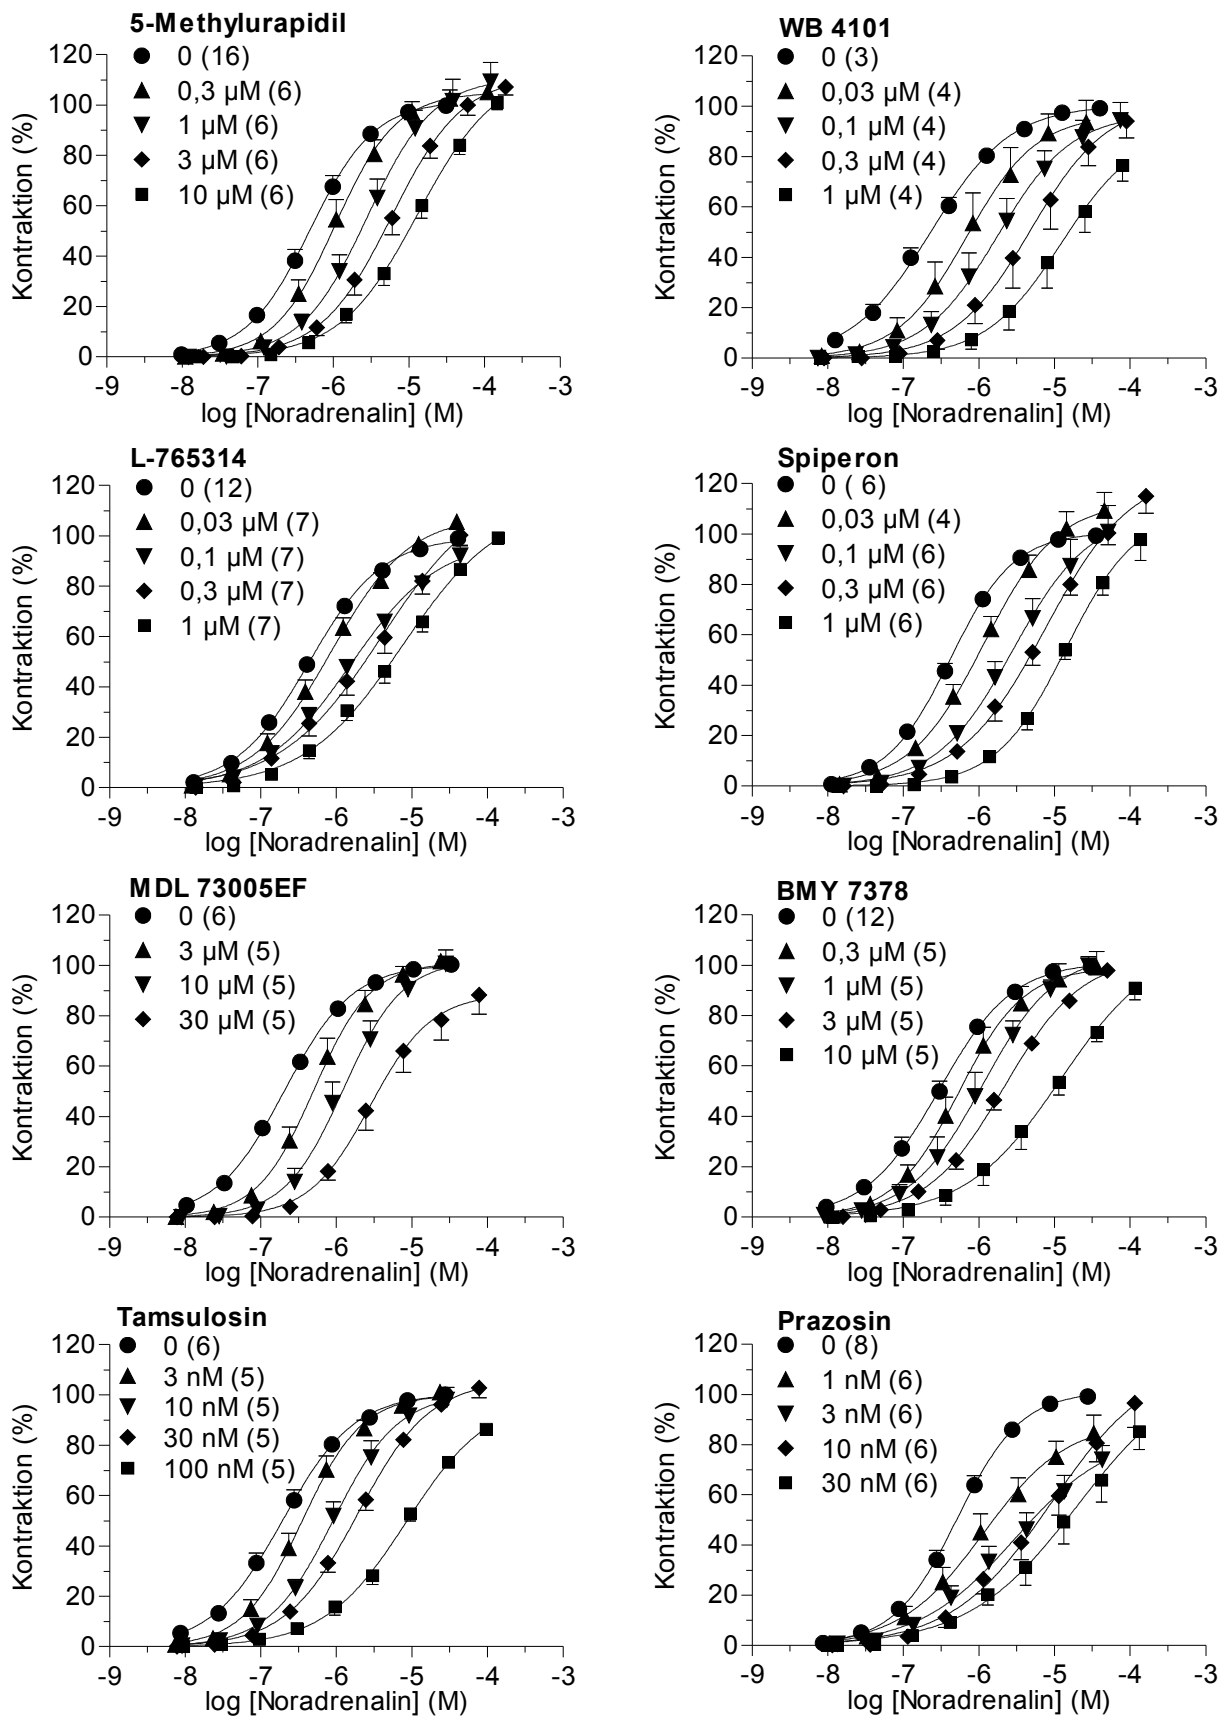 5-Methylurapidil
0 (16)
0,3 µM (6)
1 µM (6)
3 µM (6)
10 µM (6)
Kontraktion (%)
120
100
80
60
40
20
0
-9 -8 -7 -6 -5 -4 -3
log [Noradrenalin] (M)
WB 4101
0 (3)
0,03 µM (4)
0,1 µM (4)
0,3 µM (4)
1 µM (4)
Kontraktion (%)
120
100
80
60
40
20
0
-9 -8 -7 -6 -5 -4 -3
log [Noradrenalin] (M)
L-765314
0 (12)
0,03 µM (7)
0,1 µM (7)
0,3 µM (7)
1 µM (7)
Kontraktion (%)
120
100
80
60
40
20
0
-9 -8 -7 -6 -5 -4 -3
log [Noradrenalin] (M)
Spiperon
0 ( 6)
0,03 µM (4)
0,1 µM (6)
0,3 µM (6)
1 µM (6)
Kontraktion (%)
120
100
80
60
40
20
0
-9 -8 -7 -6 -5 -4 -3
log [Noradrenalin] (M)
MDL 73005EF
0 (6)
3 µM (5)
10 µM (5)
30 µM (5)
Kontraktion (%)
120
100
80
60
40
20
0
-9 -8 -7 -6 -5 -4 -3
log [Noradrenalin] (M)
BMY 7378
0 (12)
0,3 µM (5)
1 µM (5)
3 µM (5)
10 µM (5)
Kontraktion (%)
120
100
80
60
40
20
0
-9 -8 -7 -6 -5 -4 -3
log [Noradrenalin] (M)
Tamsulosin
0 (6)
3 nM (5)
10 nM (5)
30 nM (5)
100 nM (5)
Kontraktion (%)
120
100
80
60
40
20
0
-9 -8 -7 -6 -5 -4 -3
log [Noradrenalin] (M)
Prazosin
0 (8)
1 nM (6)
3 nM (6)
10 nM (6)
30 nM (6)
Kontraktion (%)
120
100
80
60
40
20
0
-9 -8 -7 -6 -5 -4 -3
log [Noradrenalin] (M)